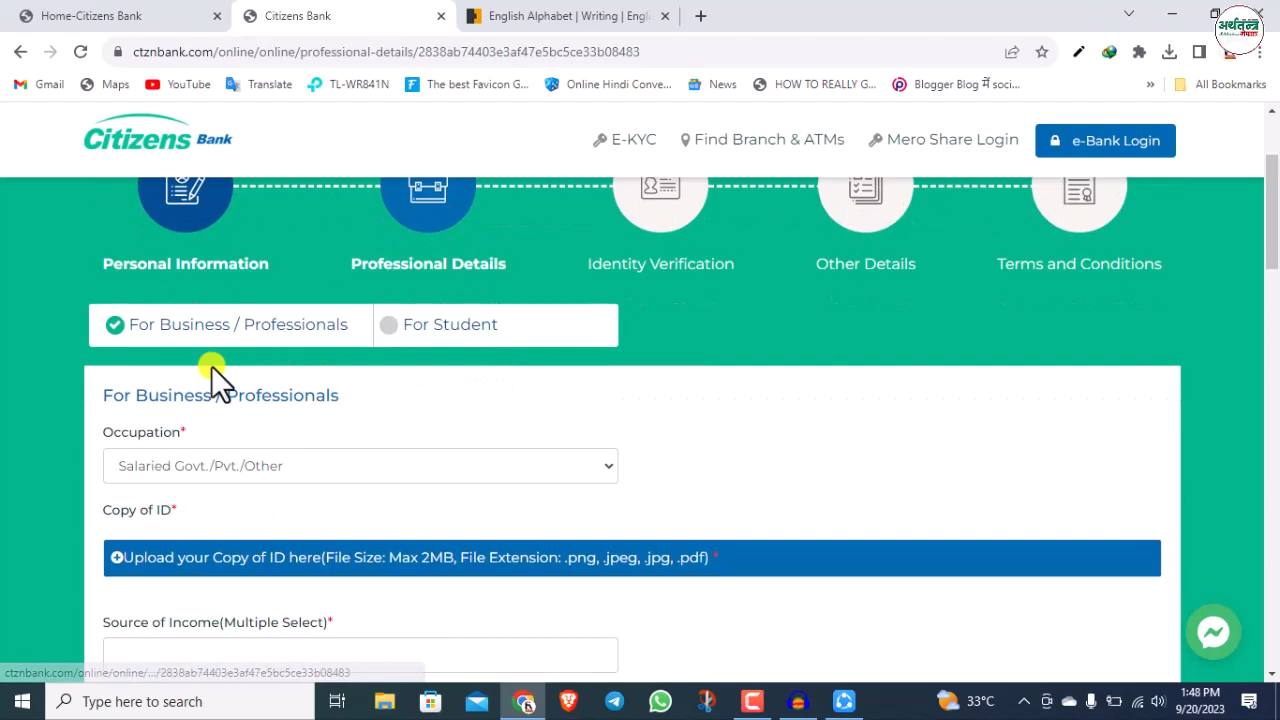 Home-Citizens Bank
Citizens Bank
English Alphabet | Writing | Engl
अर्थतन्त्र
नेपाल
ctznbank.com/online/online/professional-details/2838ab74403e3af47e5bc5ce33b08483
Gmail
Maps
YouTube
Translate
TL-WR841N
The best Favicon G...
Online Hindi Conve...
News
HOW TO REALLY G...
Blogger Blog में soci...
»
All Bookmarks
Citizens Bank
E-KYC
Find Branch & ATMs
Mero Share Login
e-Bank Login
Personal Information
Professional Details
Identity Verification
Other Details
Terms and Conditions
For Business / Professionals
For Student
For Business / Professionals
Occupation*
Salaried Govt./Pvt./Other
Copy of ID*
Upload your Copy of ID here(File Size: Max 2MB, File Extension: .png, .jpeg, .jpg, .pdf) *
Source of Income(Multiple Select)*
ctznbank.com/online/online/.../2838ab74403e3af47e5bc5ce33b08483
Type here to search
33°C
1:48 PM
9/20/2023